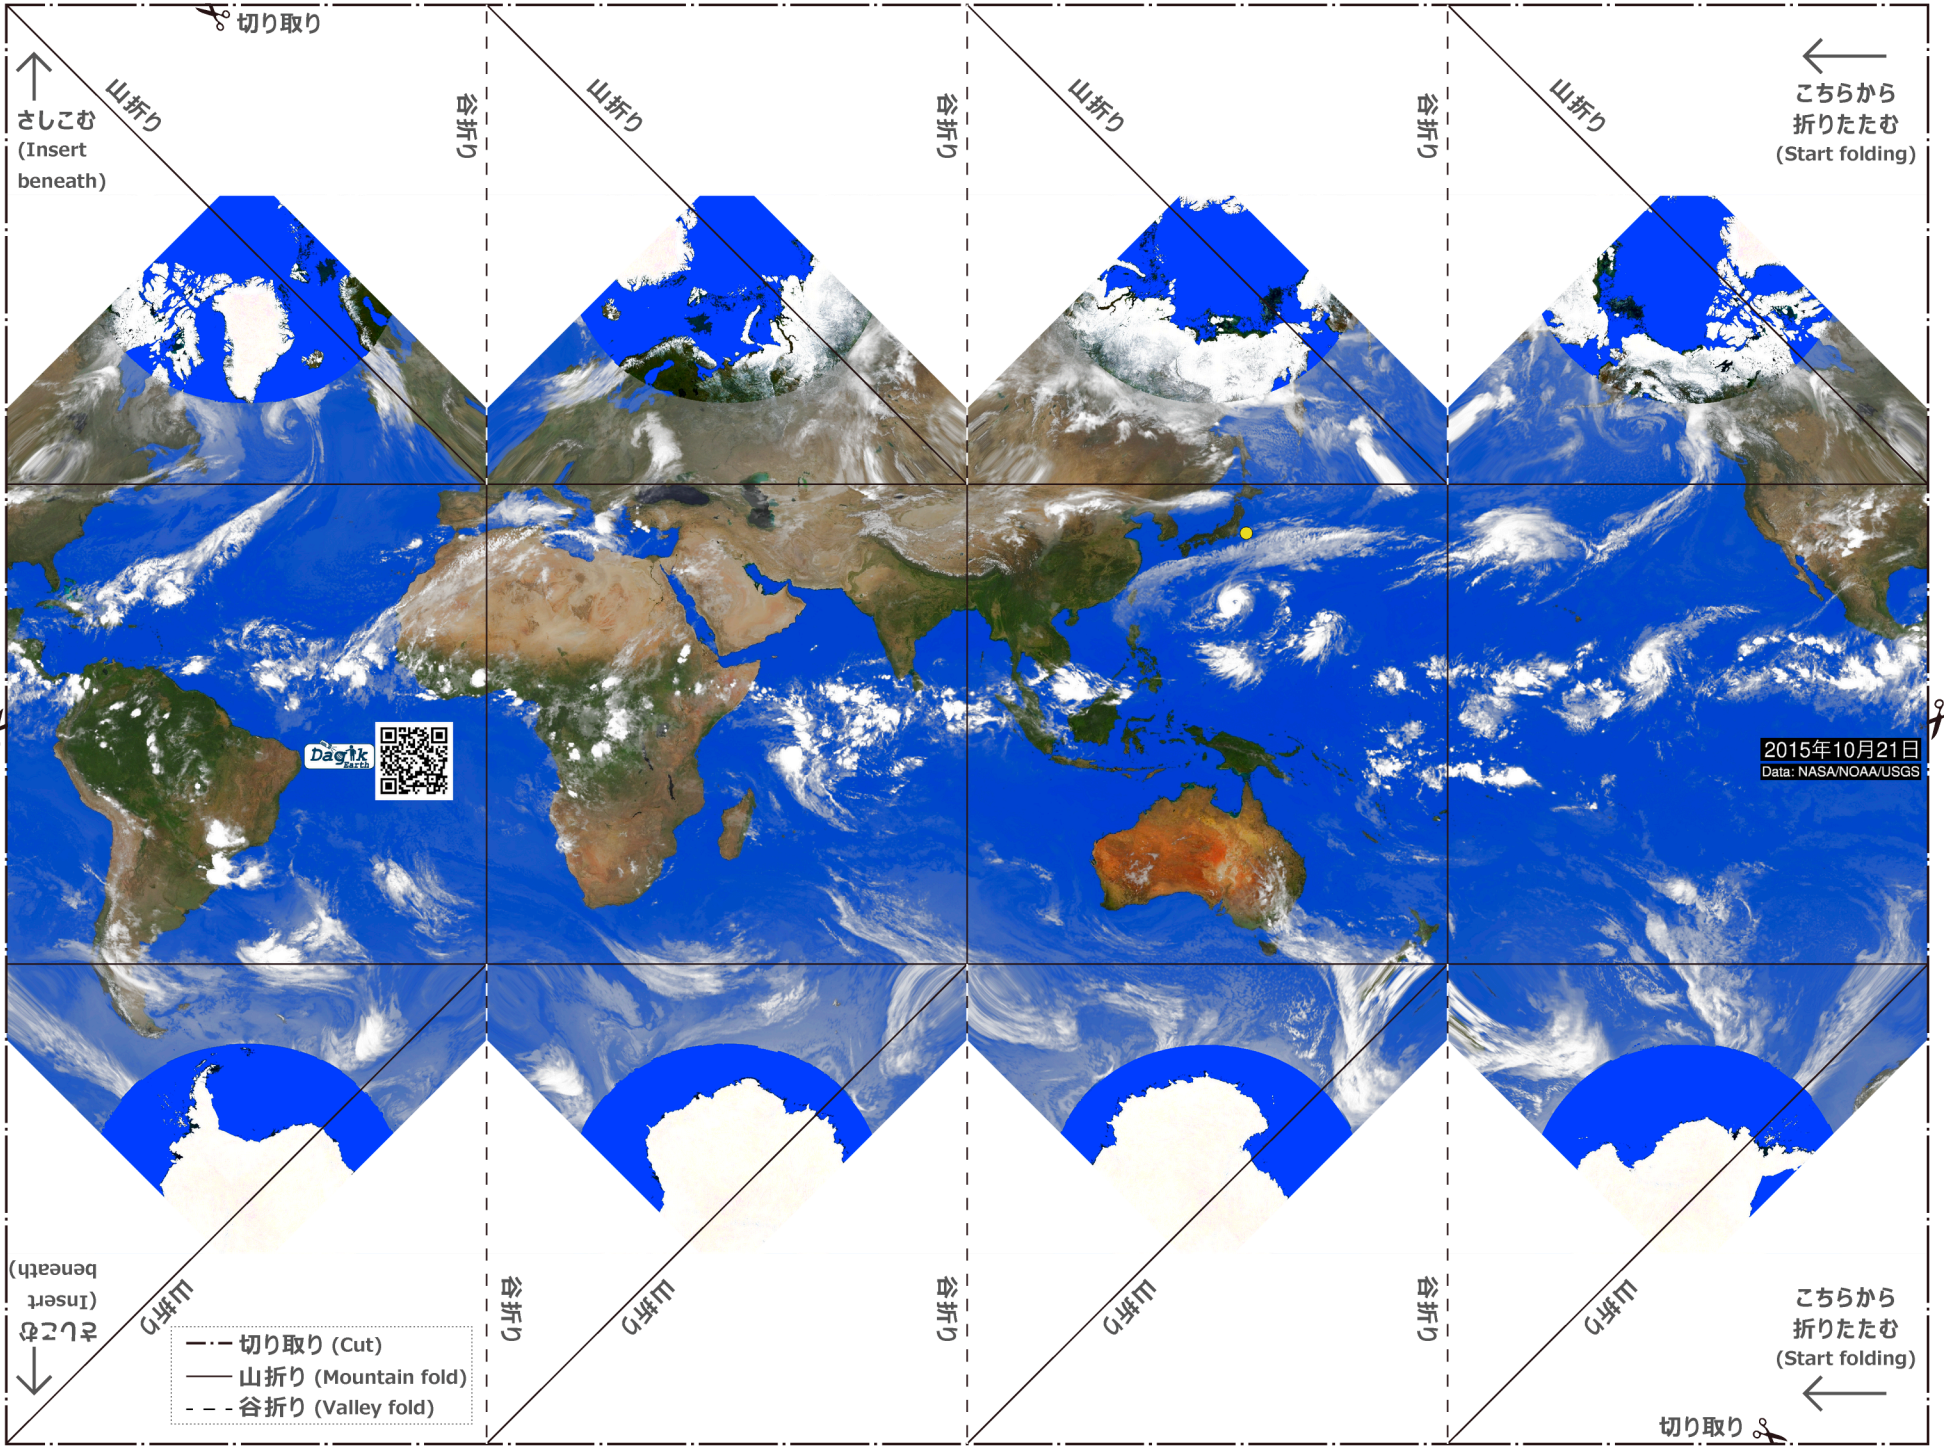 切り取り
さしこむ
(Insert
beneath)
山折り
谷折り
山折り
谷折り
山折り
谷折り
山折り
こちらから
折りたたむ
(Start folding)
Dagik
Earth
2015年10月21日
Data: NASA/NOAA/USGS
さしこむ
(Insert
beneath)
山折り
谷折り
山折り
谷折り
山折り
谷折り
山折り
こちらから
折りたたむ
(Start folding)
切り取り (Cut)
山折り (Mountain fold)
谷折り (Valley fold)
切り取り